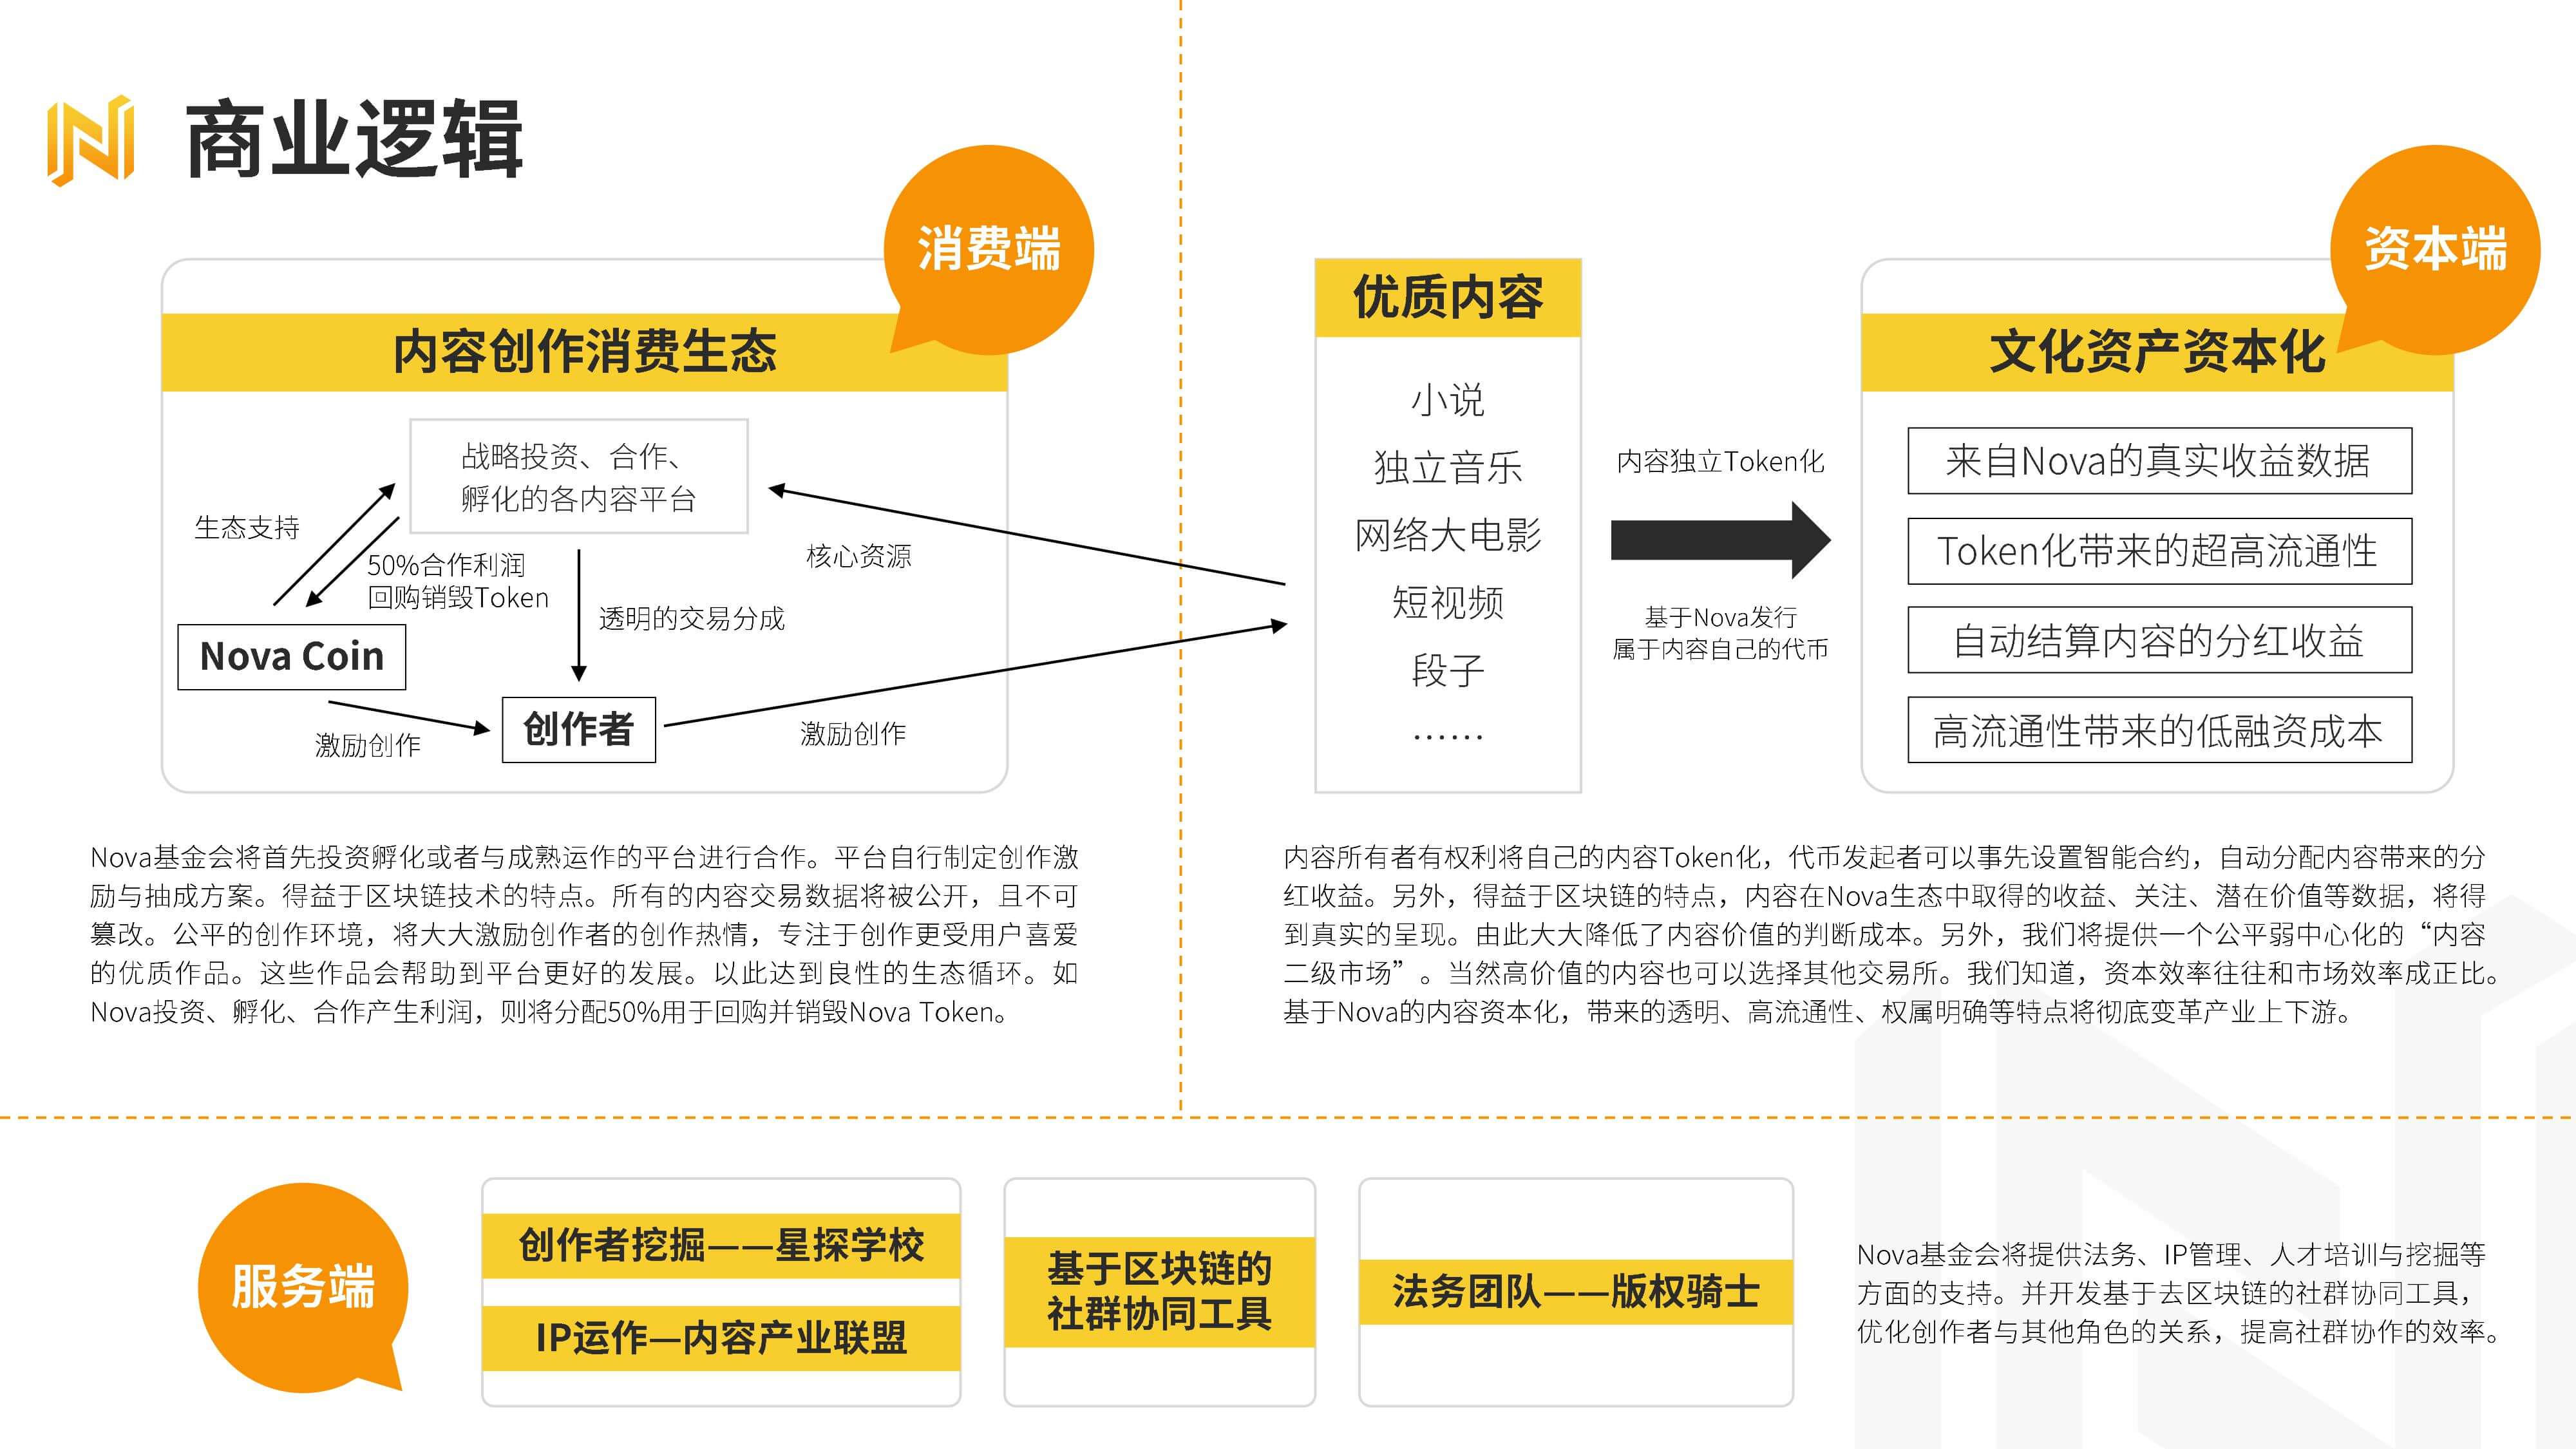 商业逻辑
消费端
内容创作消费生态
战略投资、合作、
孵化的各内容平台
生态支持
50%合作利润
回购销毁Token
透明的交易分成
核心资源
Nova Coin
创作者
激励创作
激励创作
Nova基金会将首先投资孵化或者与成熟运作的平台进行合作。平台自行制定创作激
励与抽成方案。得益于区块链技术的特点。所有的内容交易数据将被公开，且不可
篡改。公平的创作环境，将大大激励创作者的创作热情，专注于创作更受用户喜爱
的优质作品。这些作品会帮助到平台更好的发展。以此达到良性的生态循环。如
Nova投资、孵化、合作产生利润，则将分配50%用于回购并销毁Nova Token。
优质内容
小说
独立音乐
网络大电影
短视频
段子
……
内容独立Token化
基于Nova发行
属于内容自己的代币
资本端
文化资产资本化
来自Nova的真实收益数据
Token化带来的超高流通性
自动结算内容的分红收益
高流通性带来的低融资成本
内容所有者有权利将自己的内容Token化，代币发起者可以事先设置智能合约，自动分配内容带来的分
红收益。另外，得益于区块链的特点，内容在Nova生态中取得的收益、关注、潜在价值等数据，将得
到真实的呈现。由此大大降低了内容价值的判断成本。另外，我们将提供一个公平弱中心化的“内容
二级市场”。当然高价值的内容也可以选择其他交易所。我们知道，资本效率往往和市场效率成正比。
基于Nova的内容资本化，带来的透明、高流通性、权属明确等特点将彻底变革产业上下游。
服务端
创作者挖掘——星探学校
IP运作—内容产业联盟
基于区块链的
社群协同工具
法务团队——版权骑士
Nova基金会将提供法务、IP管理、人才培训与挖掘等
方面的支持。并开发基于去区块链的社群协同工具，
优化创作者与其他角色的关系，提高社群协作的效率。